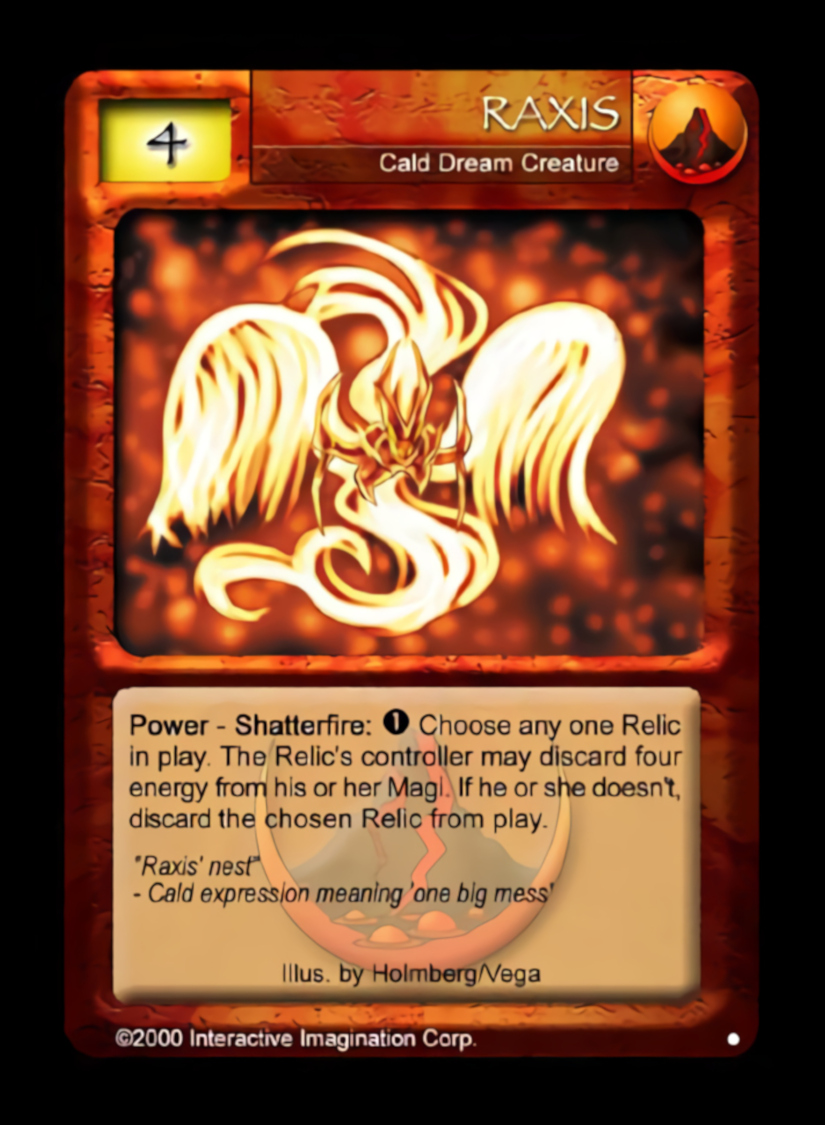 4
RAXIS
Cald Dream Creature
Power - Shatterfire: ❶ Choose any one Relic
in play. The Relic's controller may discard four
energy from his or her Magi. If he or she doesn't,
discard the chosen Relic from play.
"Raxis' nest"
- Cald expression meaning 'one big mess'
Illus. by Holmberg/Vega
©2000 Interactive Imagination Corp.